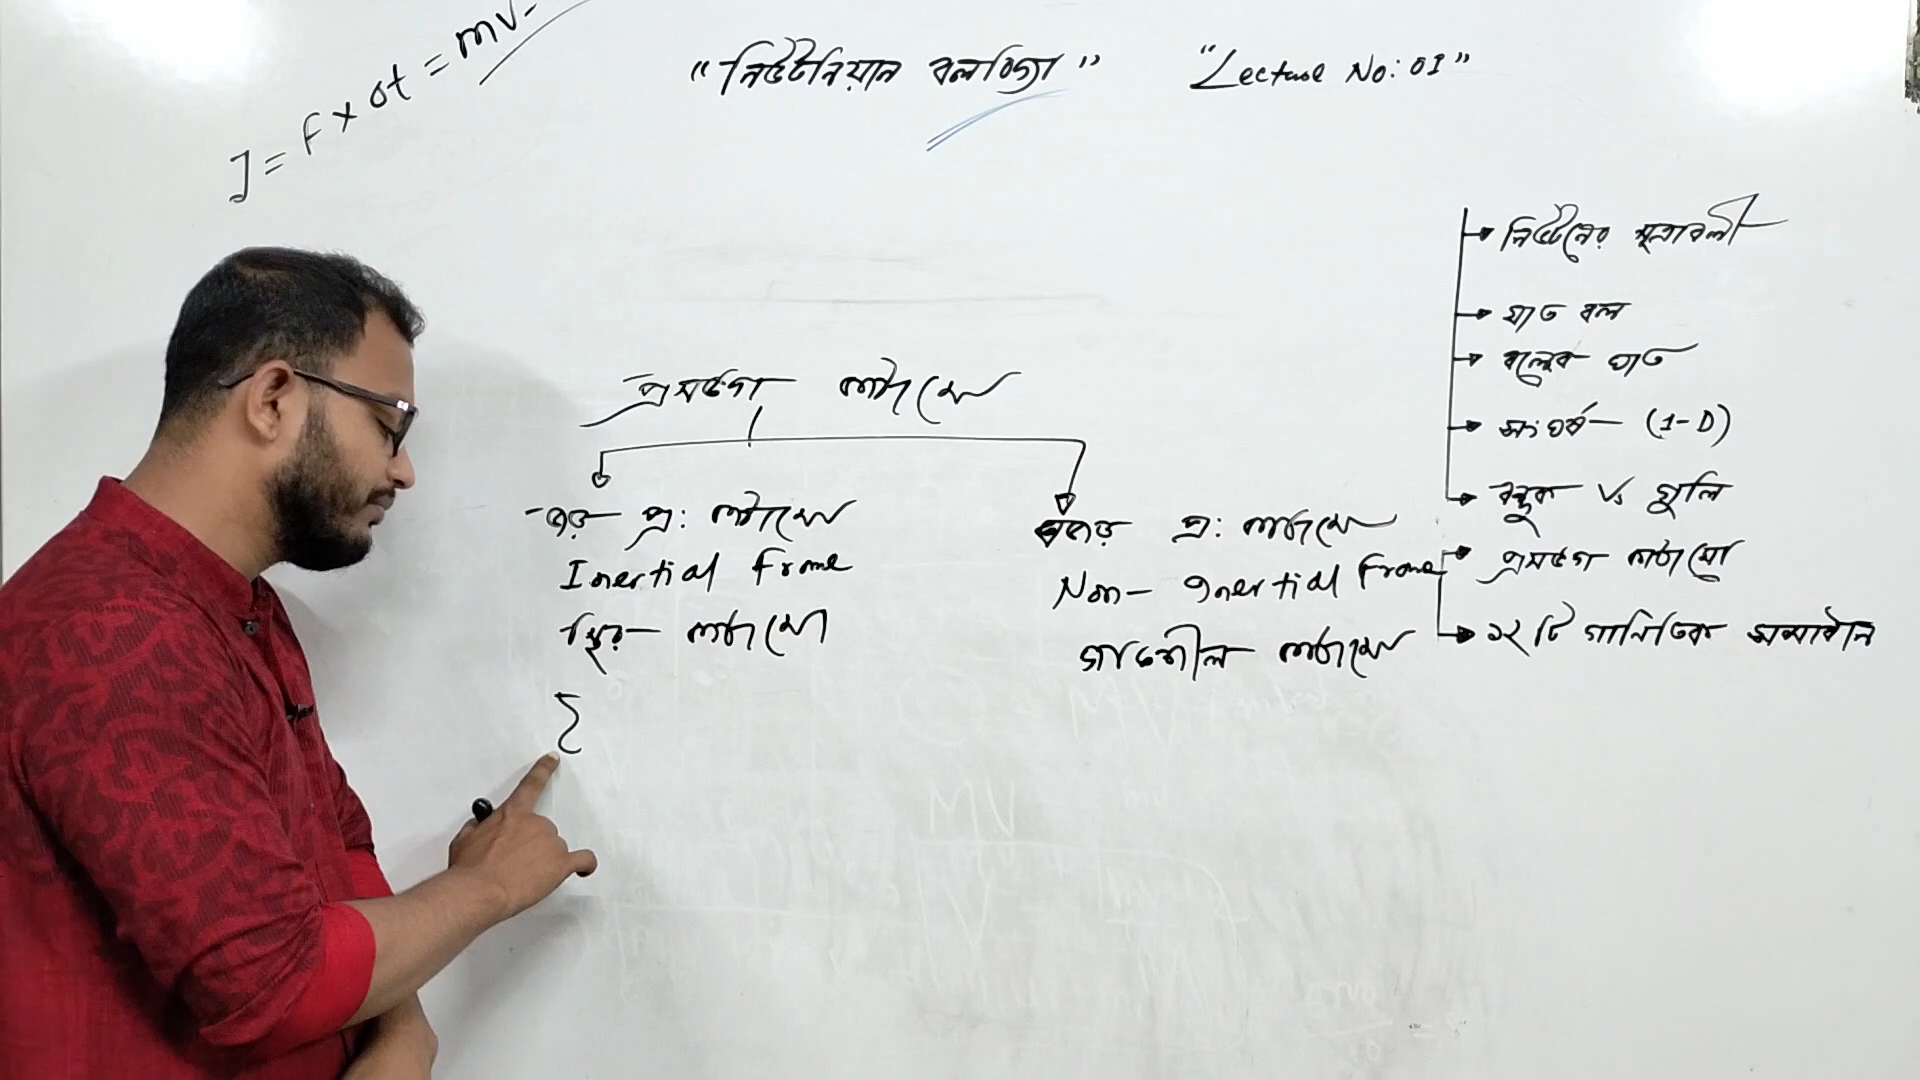 J = F × Δt = mv-
"নিউটনিয়ান বলবিদ্যা" "Lecture No: 01"
প্রসঙ্গ কাঠামো
জড় প্র: কাঠামো
Inertial Frame
স্থির কাঠামো
Σ
অজড় প্র: কাঠামো
Non-Inertial Frame
গতিশীল কাঠামো
নিউটনের সূত্রাবলী
ঘাত বল
বলের ঘাত
সংঘর্ষ (1-D)
বন্দুক Vs গুলি
প্রসঙ্গ কাঠামো
১২ টি গানিতিক সমাধান